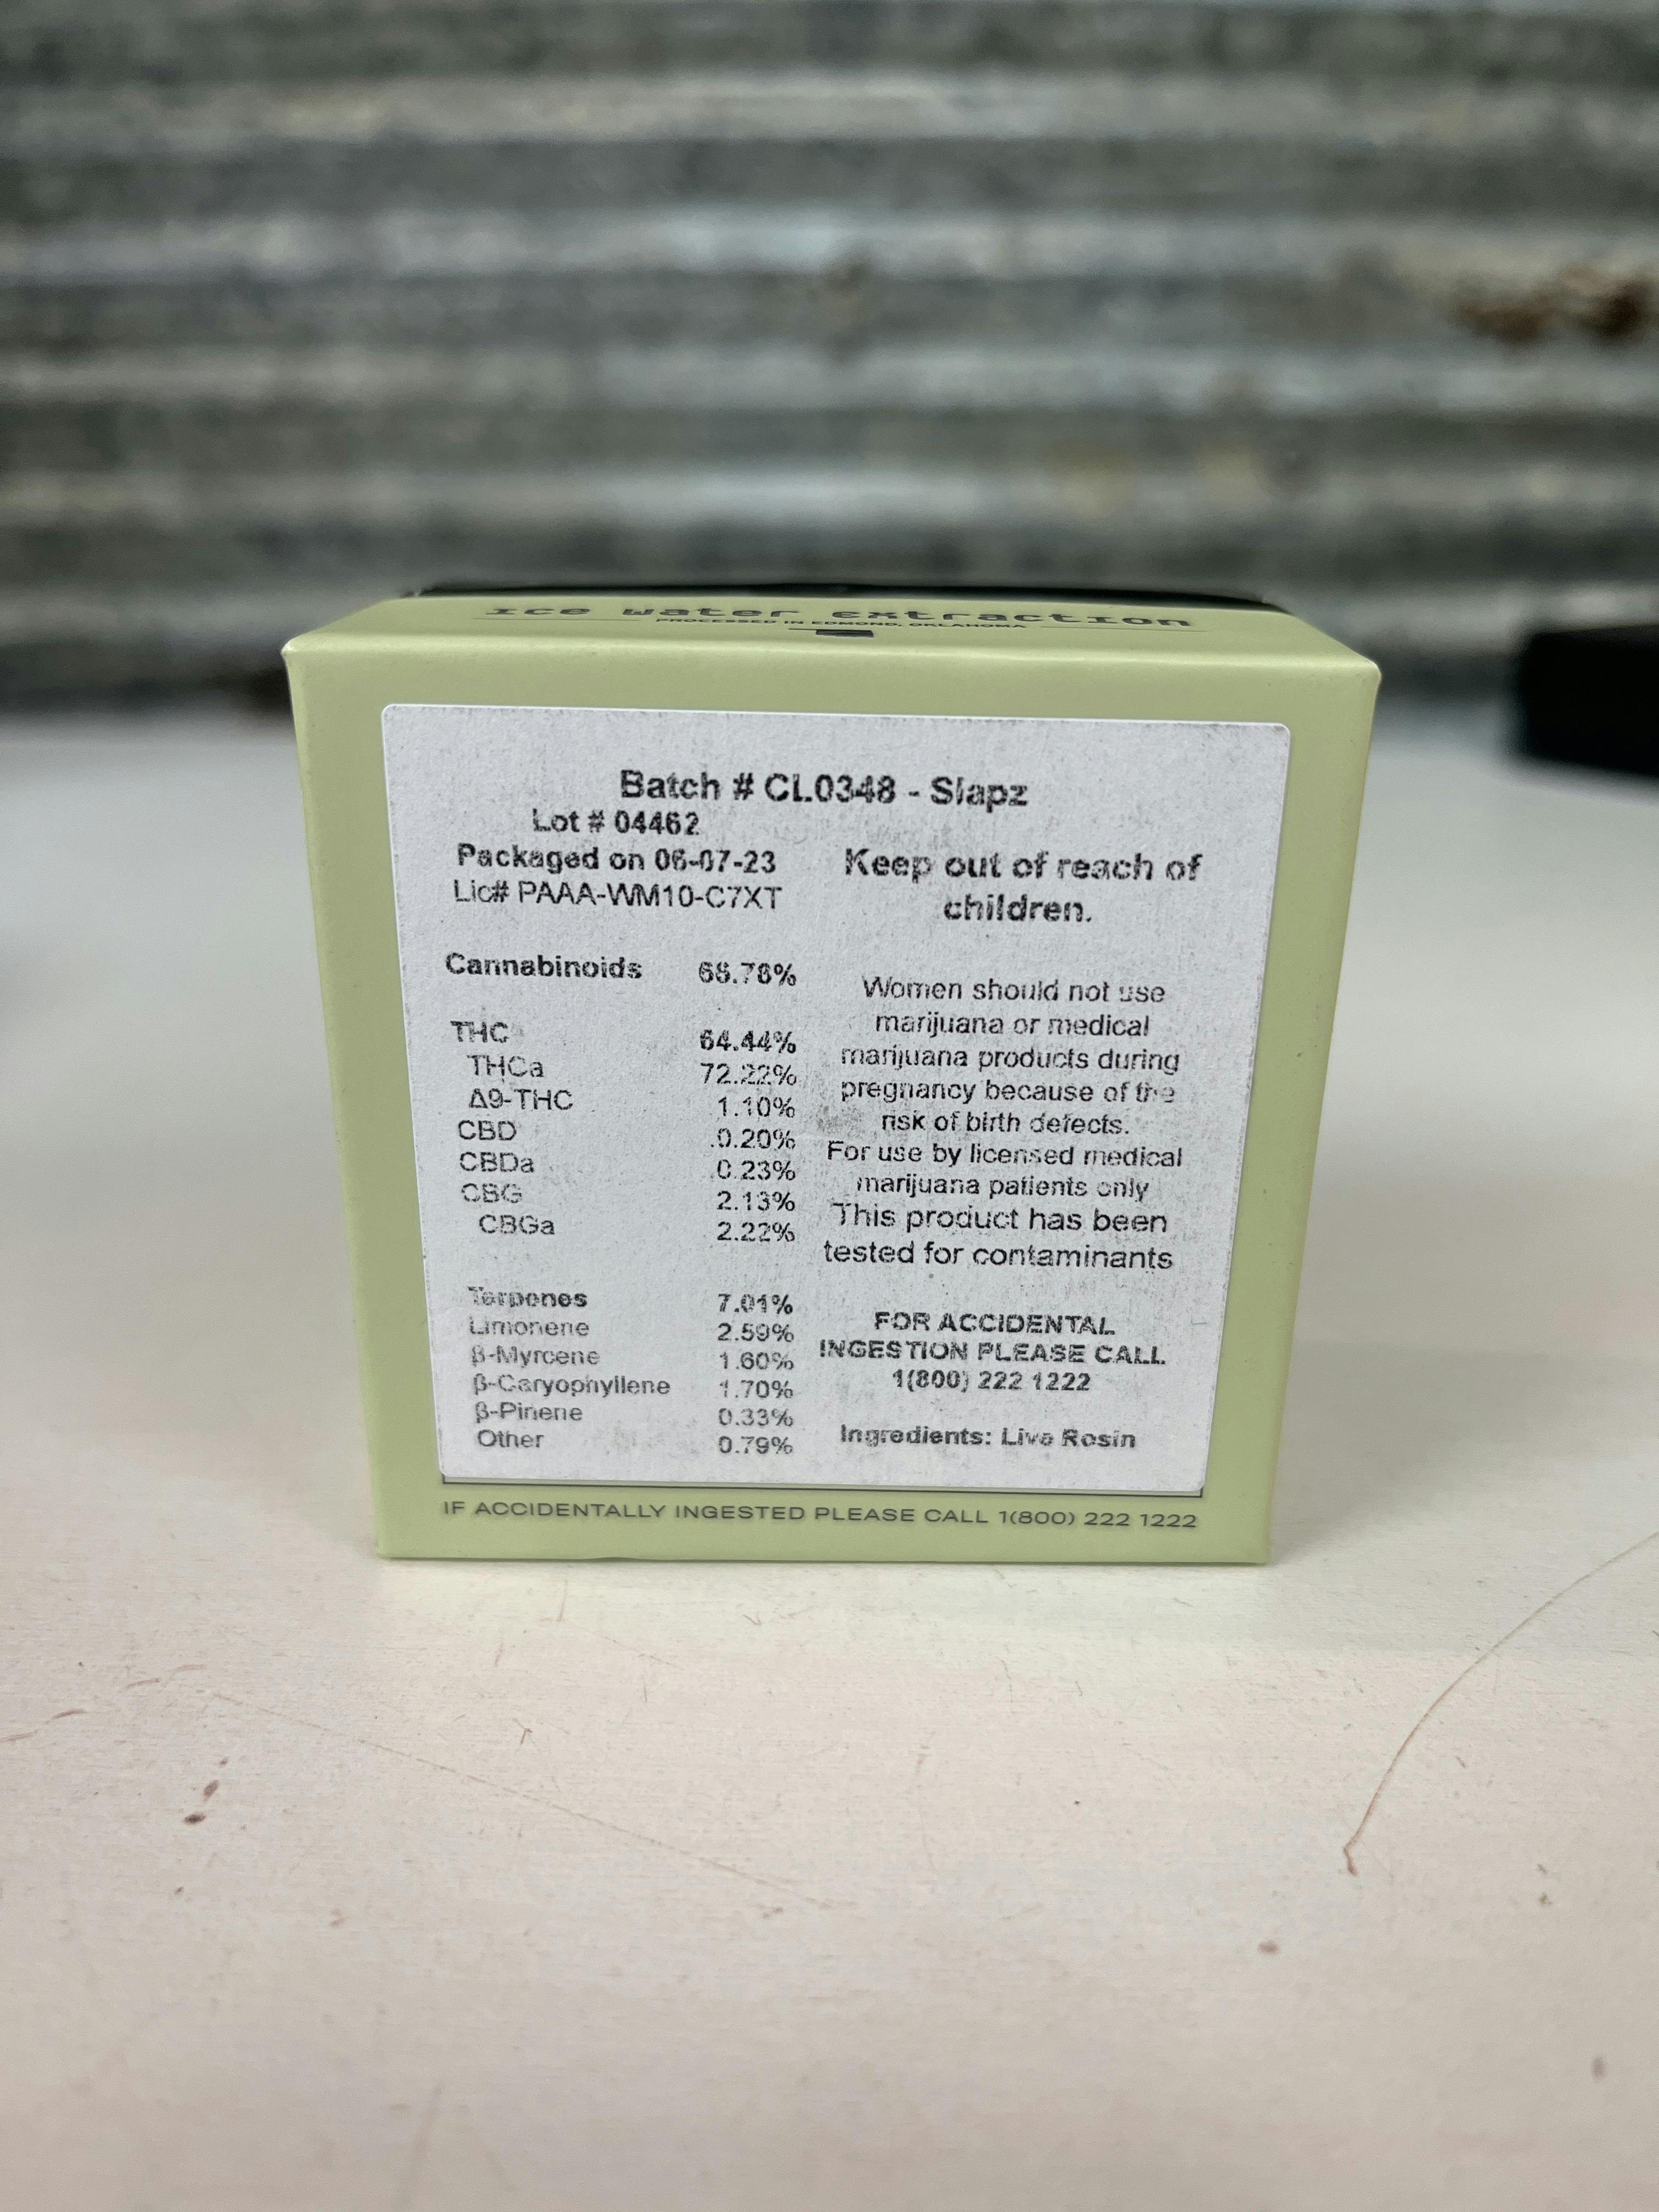 ice water extraction
PROCESSED IN EDMOND, OKLAHOMA
Batch # CL0348 - Slapz
Lot # 04462
Packaged on 06-07-23
Lic# PAAA-WM10-C7XT
Cannabinoids 68.78%
THC 64.44%
THCa 72.22%
Δ9-THC 1.10%
CBD 0.20%
CBDa 0.23%
CBG 2.13%
CBGa 2.22%
Terpenes 7.01%
Limonene 2.59%
β-Myrcene 1.60%
β-Caryophyllene 1.70%
β-Pinene 0.33%
Other 0.79%
Keep out of reach of
children.
Women should not use
marijuana or medical
marijuana products during
pregnancy because of the
risk of birth defects.
For use by licensed medical
marijuana patients only
This product has been
tested for contaminants
FOR ACCIDENTAL
INGESTION PLEASE CALL
1(800) 222 1222
Ingredients: Live Rosin
IF ACCIDENTALLY INGESTED PLEASE CALL 1(800) 222 1222